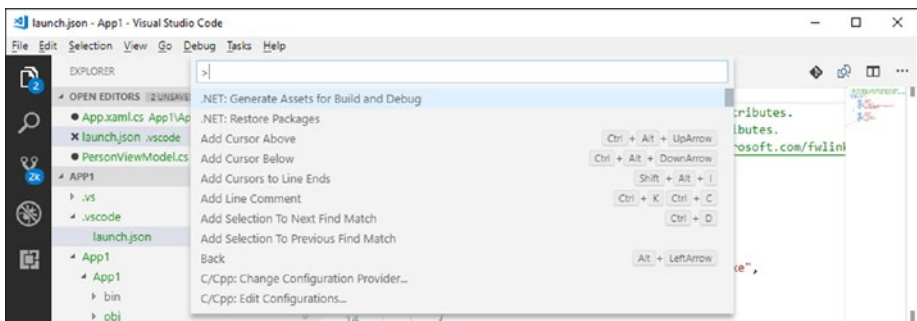 launch.json - App1 - Visual Studio Code
File Edit Selection View Go Debug Tasks Help
EXPLORER
>
2
OPEN EDITORS 2 UNSAVE
.NET: Generate Assets for Build and Debug
App.xaml.cs App1\Ap
.NET: Restore Packages
tributes.
launch.json .vscode
Add Cursor Above Ctrl + Alt + UpArrow
ibutes.
PersonViewModel.cs
Add Cursor Below Ctrl + Alt + DownArrow
rosoft.com/fwlink
2k
APP1
Add Cursors to Line Ends Shift + Alt + I
.vs
Add Line Comment Ctrl + K Ctrl + C
.vscode
Add Selection To Next Find Match Ctrl + D
launch.json
Add Selection To Previous Find Match
App1
Back Alt + LeftArrow
App1
C/Cpp: Change Configuration Provider...
bin
C/Cpp: Edit Configurations...
obj
14